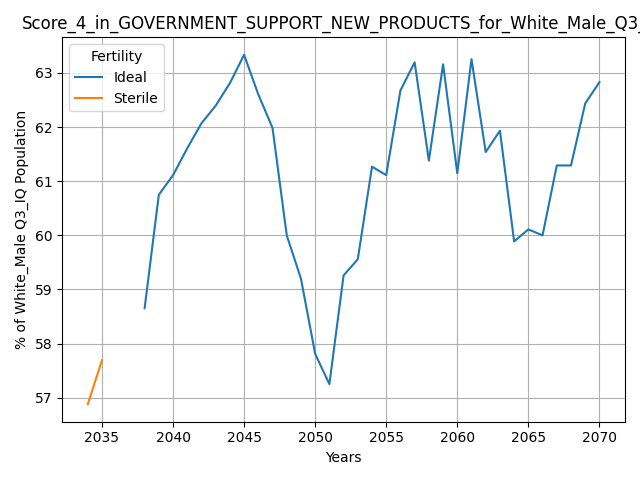 Score_4_in_GOVERNMENT_SUPPORT_NEW_PRODUCTS_for_White_Male_Q3_
Fertility
Ideal
Sterile
% of White_Male Q3_IQ Population
63
62
61
60
59
58
57
2035 2040 2045 2050 2055 2060 2065 2070
Years